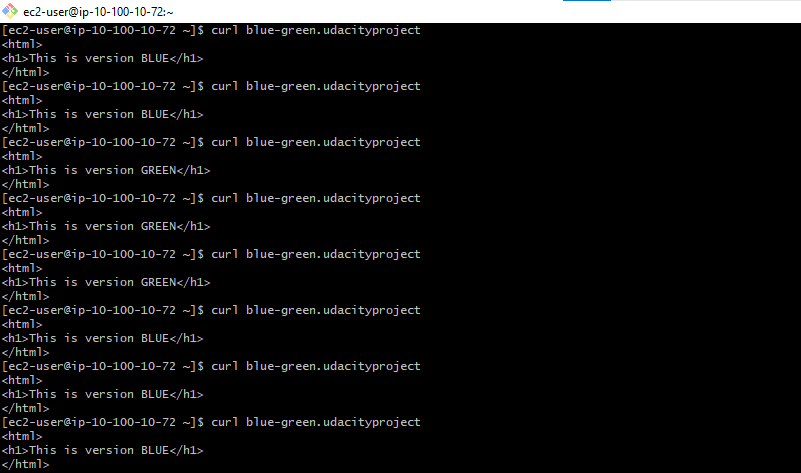 ec2-user@ip-10-100-10-72:~
[ec2-user@ip-10-100-10-72 ~]$ curl blue-green.udacityproject
<html>
<h1>This is version BLUE</h1>
</html>
[ec2-user@ip-10-100-10-72 ~]$ curl blue-green.udacityproject
<html>
<h1>This is version BLUE</h1>
</html>
[ec2-user@ip-10-100-10-72 ~]$ curl blue-green.udacityproject
<html>
<h1>This is version GREEN</h1>
</html>
[ec2-user@ip-10-100-10-72 ~]$ curl blue-green.udacityproject
<html>
<h1>This is version GREEN</h1>
</html>
[ec2-user@ip-10-100-10-72 ~]$ curl blue-green.udacityproject
<html>
<h1>This is version GREEN</h1>
</html>
[ec2-user@ip-10-100-10-72 ~]$ curl blue-green.udacityproject
<html>
<h1>This is version BLUE</h1>
</html>
[ec2-user@ip-10-100-10-72 ~]$ curl blue-green.udacityproject
<html>
<h1>This is version BLUE</h1>
</html>
[ec2-user@ip-10-100-10-72 ~]$ curl blue-green.udacityproject
<html>
<h1>This is version BLUE</h1>
</html>